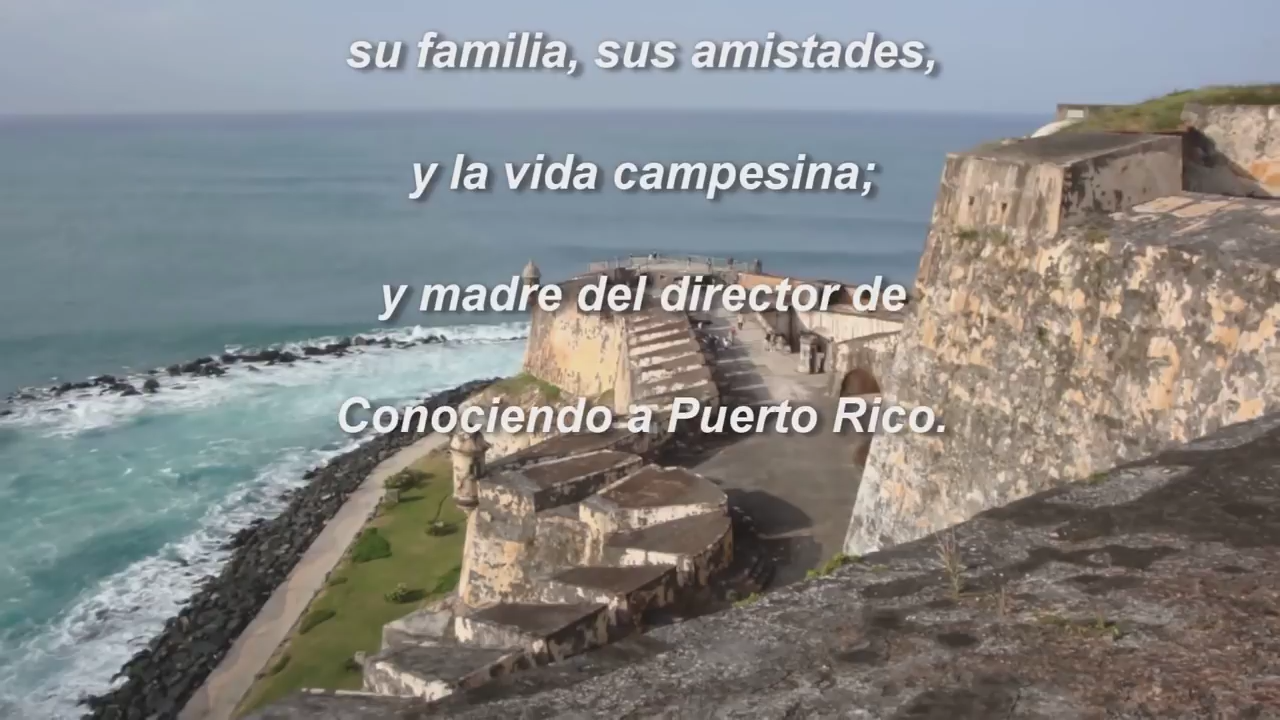 su familia, sus amistades,
y la vida campesina;
y madre del director de
Conociendo a Puerto Rico.